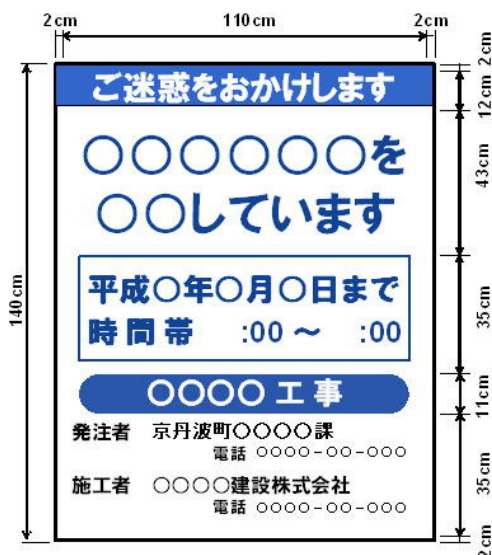 2cm 110cm 2cm
2cm
ご迷惑をおかけします
12cm
○○○○○○を
○○しています
43cm
140cm
平成○年○月○日まで
時間帯 :00～ :00
35cm
○○○○工事
11cm
発注者 京丹波町○○○○課
電話 ○○○○-○○-○○○
施工者 ○○○○建設株式会社
電話 ○○○○-○○-○○○
35cm
2cm